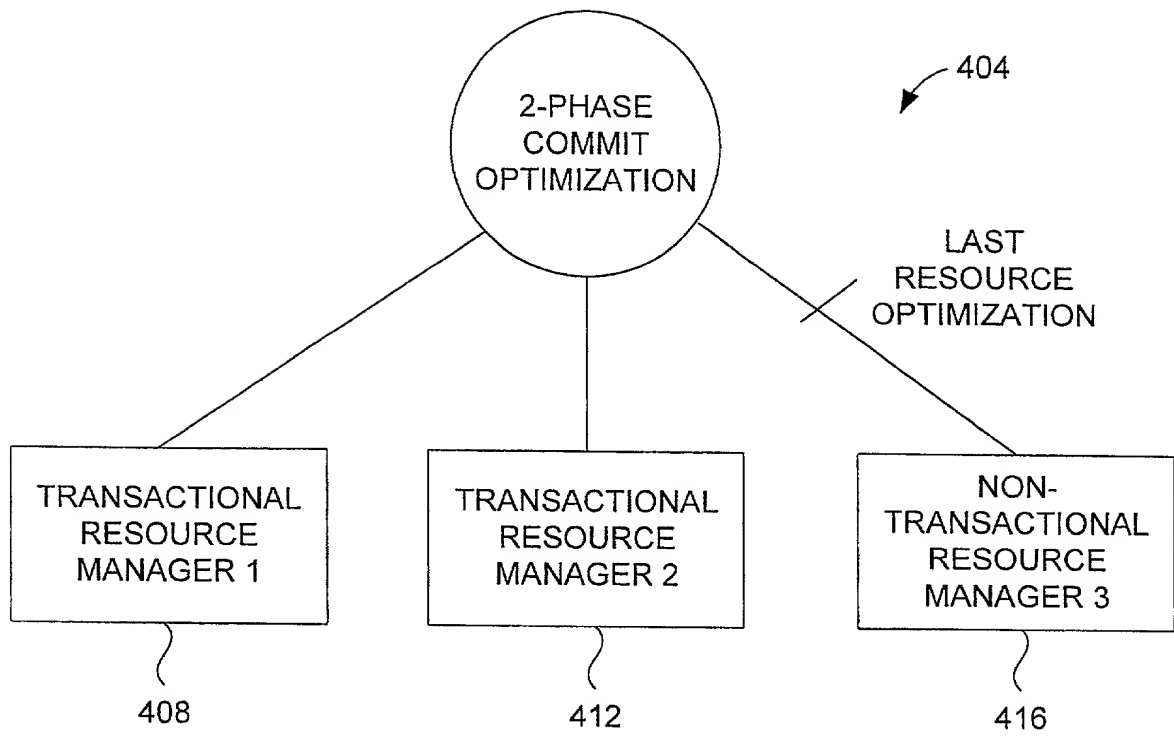 2-PHASE
COMMIT
OPTIMIZATION
404
LAST
RESOURCE
OPTIMIZATION
TRANSACTIONAL
RESOURCE
MANAGER 1
TRANSACTIONAL
RESOURCE
MANAGER 2
NON-
TRANSACTIONAL
RESOURCE
MANAGER 3
408
412
416